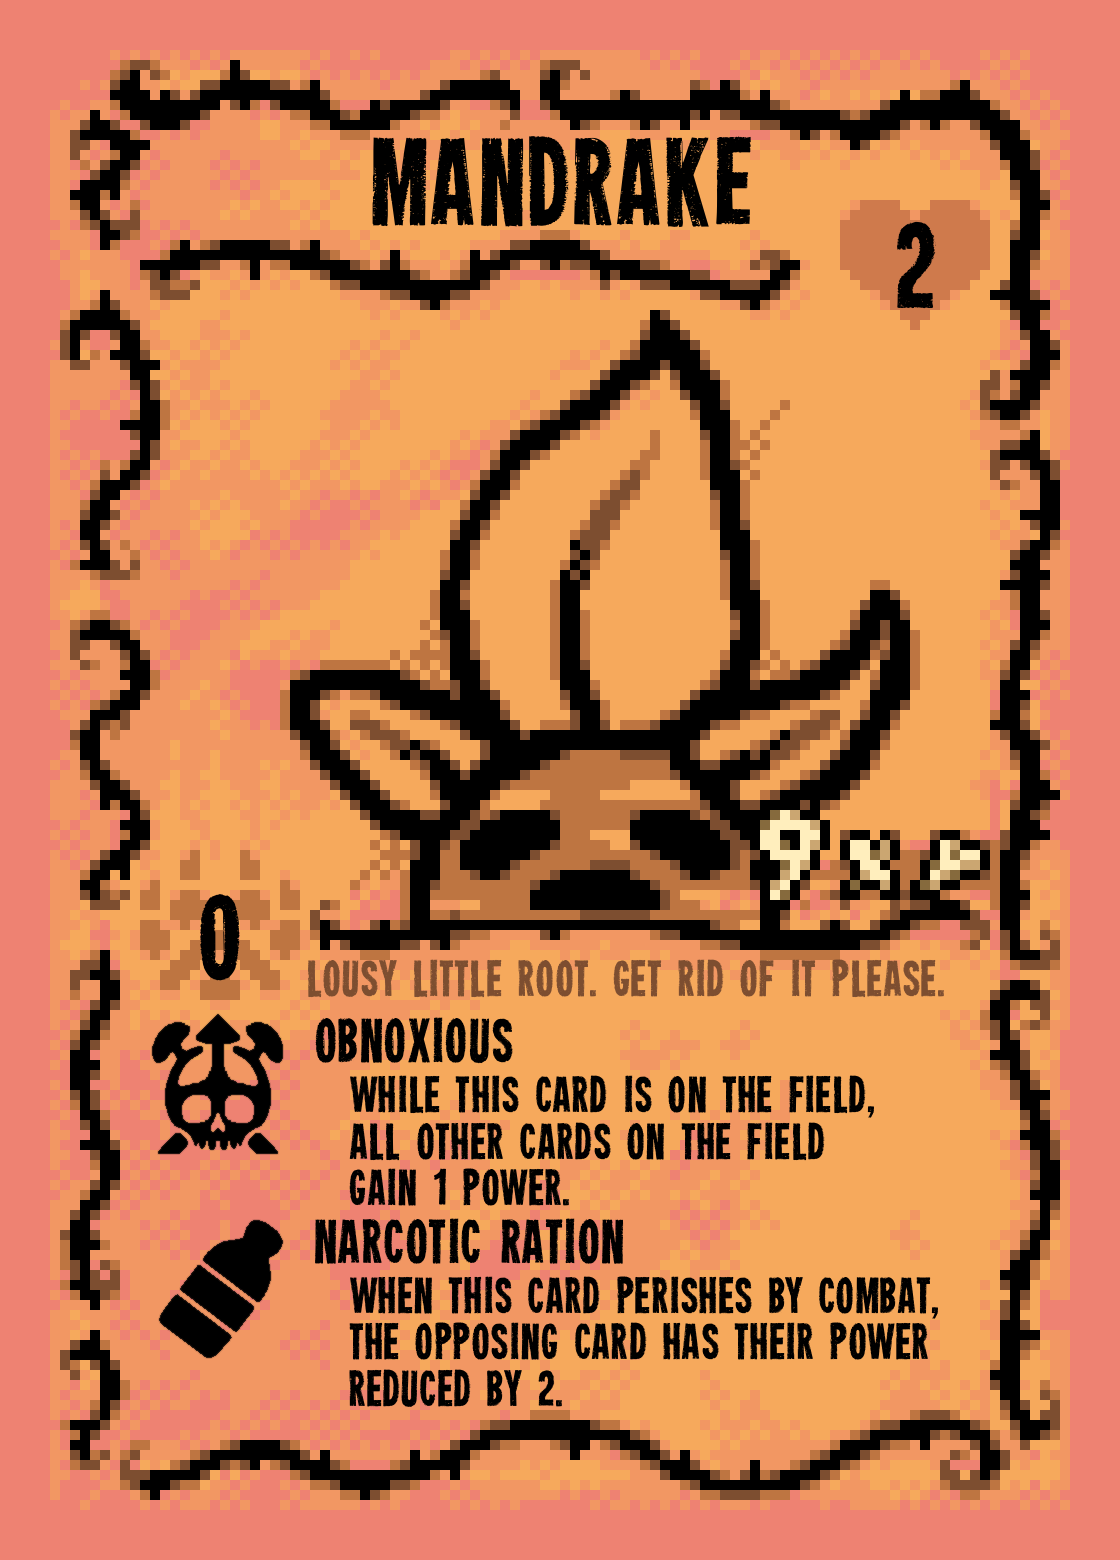 MANDRAKE
2
0
LOUSY LITTLE ROOT. GET RID OF IT PLEASE.
OBNOXIOUS
WHILE THIS CARD IS ON THE FIELD,
ALL OTHER CARDS ON THE FIELD
GAIN 1 POWER.
NARCOTIC RATION
WHEN THIS CARD PERISHES BY COMBAT,
THE OPPOSING CARD HAS THEIR POWER
REDUCED BY 2.